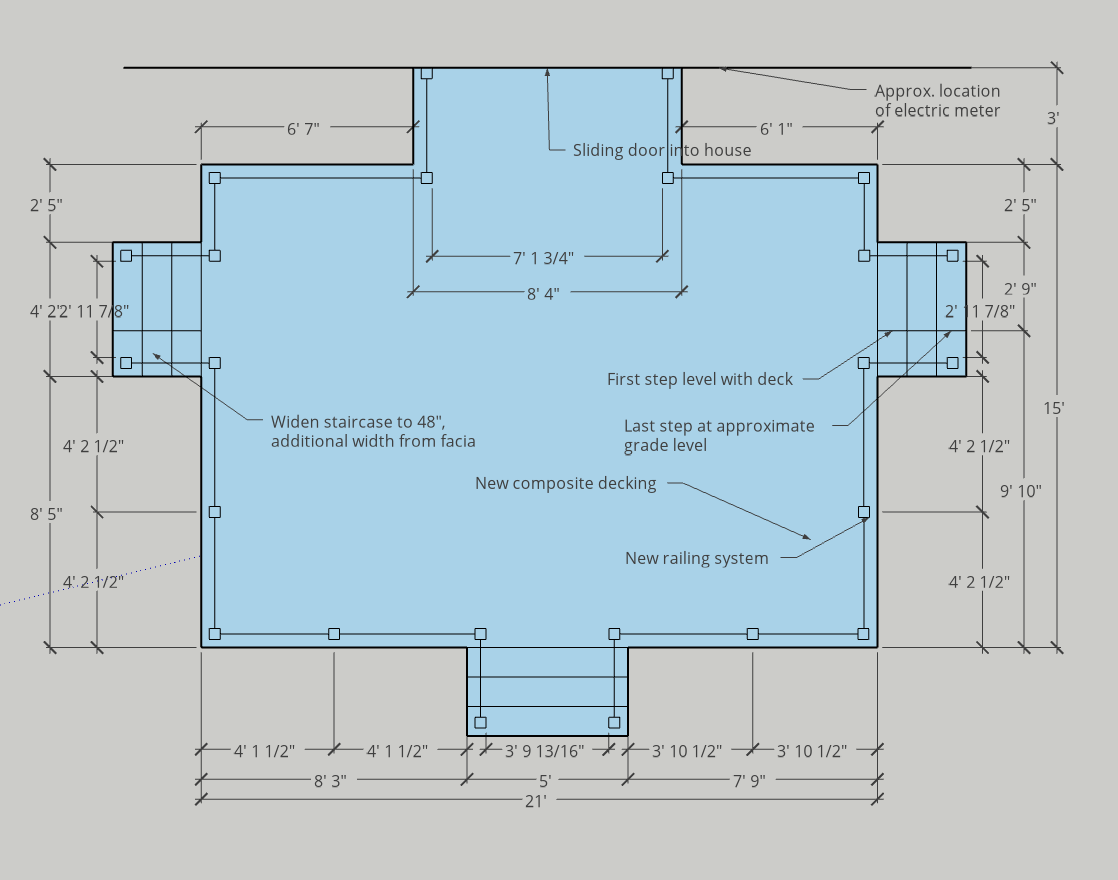 Approx. location
of electric meter
3'
6' 7"
6' 1"
Sliding door into house
2' 5"
2' 5"
7' 1 3/4"
8' 4"
2' 9"
4' 2"
2' 11 7/8"
2' 11 7/8"
First step level with deck
15'
Widen staircase to 48",
additional width from facia
Last step at approximate
grade level
4' 2 1/2"
4' 2 1/2"
New composite decking
9' 10"
8' 5"
New railing system
4' 2 1/2"
4' 2 1/2"
4' 1 1/2"
4' 1 1/2"
3' 9 13/16"
3' 10 1/2"
3' 10 1/2"
8' 3"
5'
7' 9"
21'